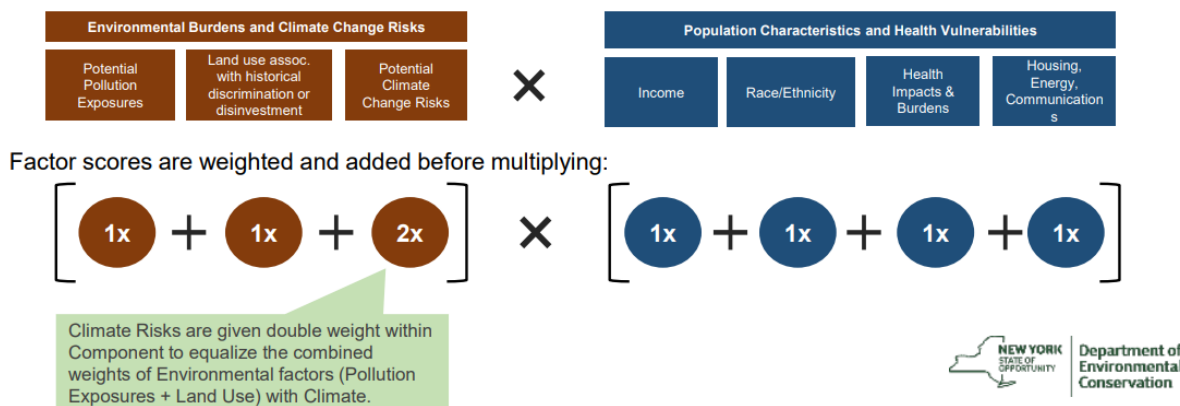 Environmental Burdens and Climate Change Risks
Population Characteristics and Health Vulnerabilities
Potential
Pollution
Exposures
Land use assoc.
with historical
discrimination or
disinvestment
Potential
Climate
Change Risks
×
Income
Race/Ethnicity
Health
Impacts &
Burdens
Housing,
Energy,
Communication
s
Factor scores are weighted and added before multiplying:
[ 1x + 1x + 2x ] × [ 1x + 1x + 1x + 1x ]
Climate Risks are given double weight within
Component to equalize the combined
weights of Environmental factors (Pollution
Exposures + Land Use) with Climate.
NEW YORK
STATE OF
OPPORTUNITY
Department of
Environmental
Conservation